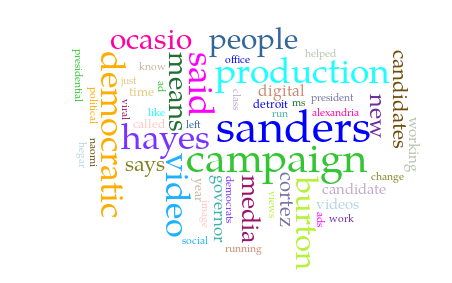 ocasio people
presidential
democratic
know
office
helped
means
said
production
candidates
just
time
ad
political
viral
digital
class
detroit
ms
president
new
like
called
left
run
alexandria
sanders
working
hayes
naomi
hegar
campaign
says
video
year
image
governor
democrats
media
views
cortez
burton
candidate
change
videos
ads
work
social
running